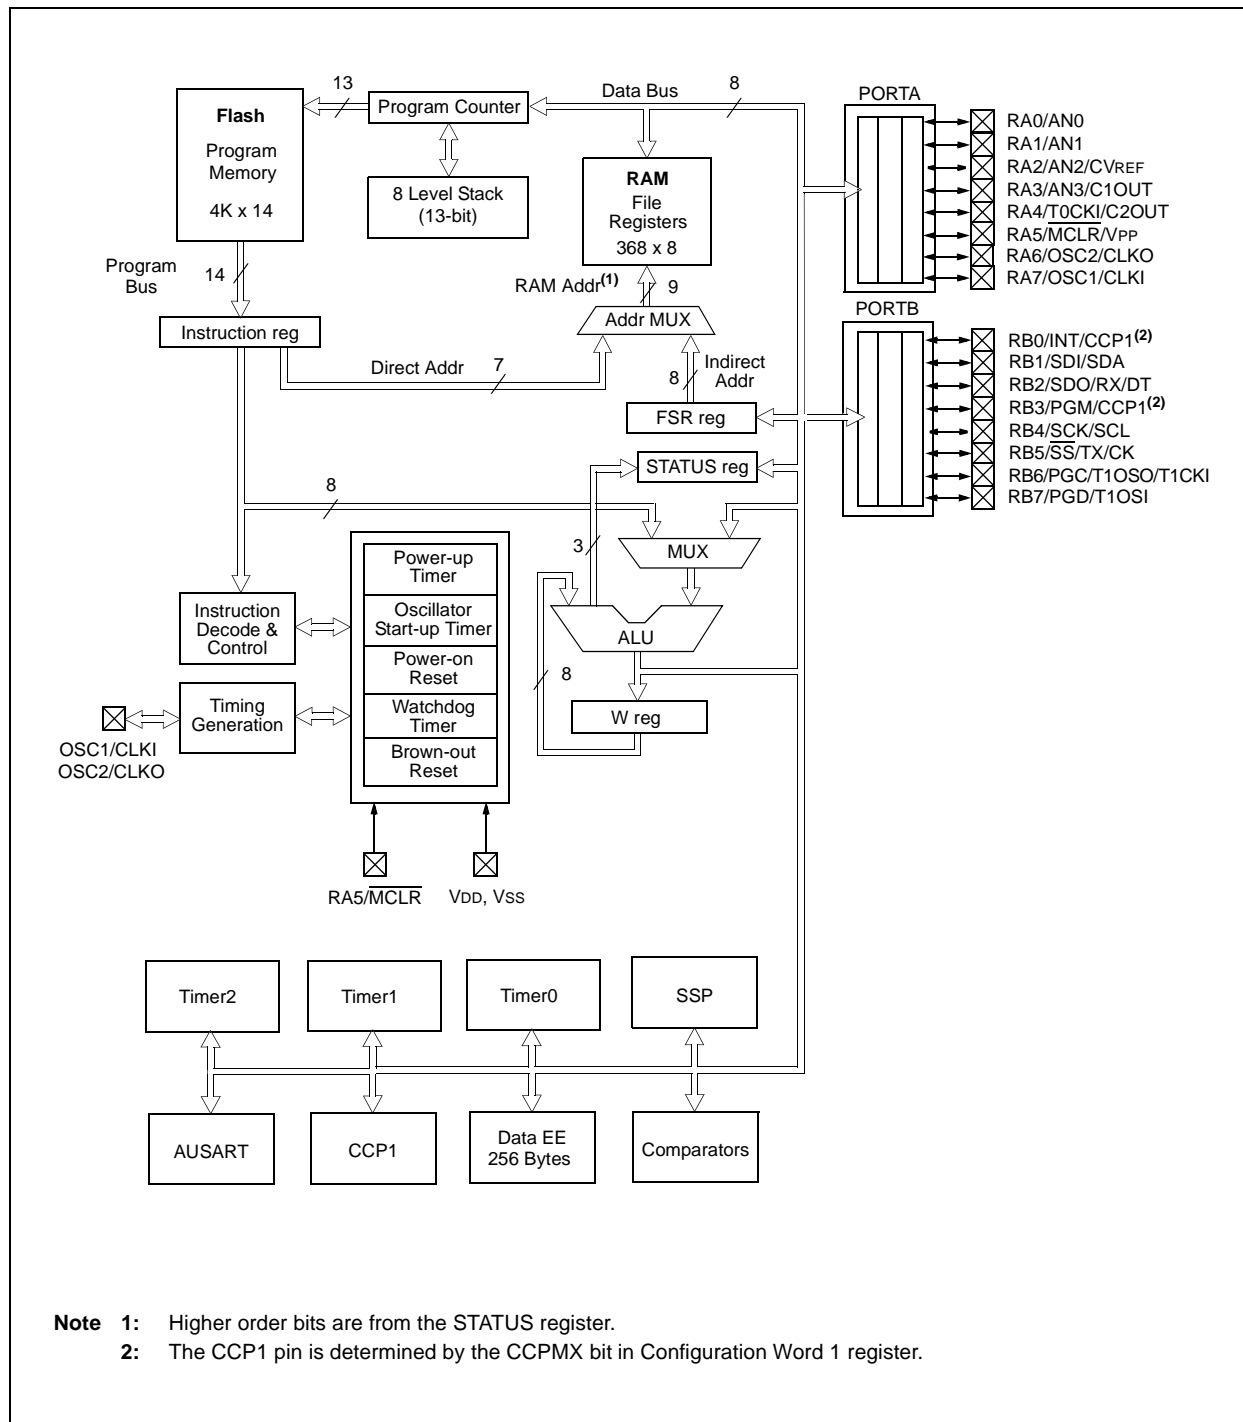 13
Flash
Program
Memory
4K x 14
Program Counter
8 Level Stack
(13-bit)
Data Bus
8
RAM
File
Registers
368 x 8
PORTA
RA0/AN0
RA1/AN1
RA2/AN2/CVREF
RA3/AN3/C1OUT
RA4/T0CKI/C2OUT
RA5/MCLR/VPP
RA6/OSC2/CLKO
RA7/OSC1/CLKI
Program
Bus
14
RAM Addr(1)
9
Addr MUX
Instruction reg
Direct Addr
7
8
Indirect
Addr
FSR reg
STATUS reg
PORTB
RB0/INT/CCP1(2)
RB1/SDI/SDA
RB2/SDO/RX/DT
RB3/PGM/CCP1(2)
RB4/SCK/SCL
RB5/SS/TX/CK
RB6/PGC/T1OSO/T1CKI
RB7/PGD/T1OSI
8
3
MUX
ALU
8
W reg
Instruction
Decode &
Control
Timing
Generation
OSC1/CLKI
OSC2/CLKO
Power-up
Timer
Oscillator
Start-up Timer
Power-on
Reset
Watchdog
Timer
Brown-out
Reset
RA5/MCLR
VDD, VSS
Timer2
Timer1
Timer0
SSP
AUSART
CCP1
Data EE
256 Bytes
Comparators
Note 1: Higher order bits are from the STATUS register.
2: The CCP1 pin is determined by the CCPMX bit in Configuration Word 1 register.